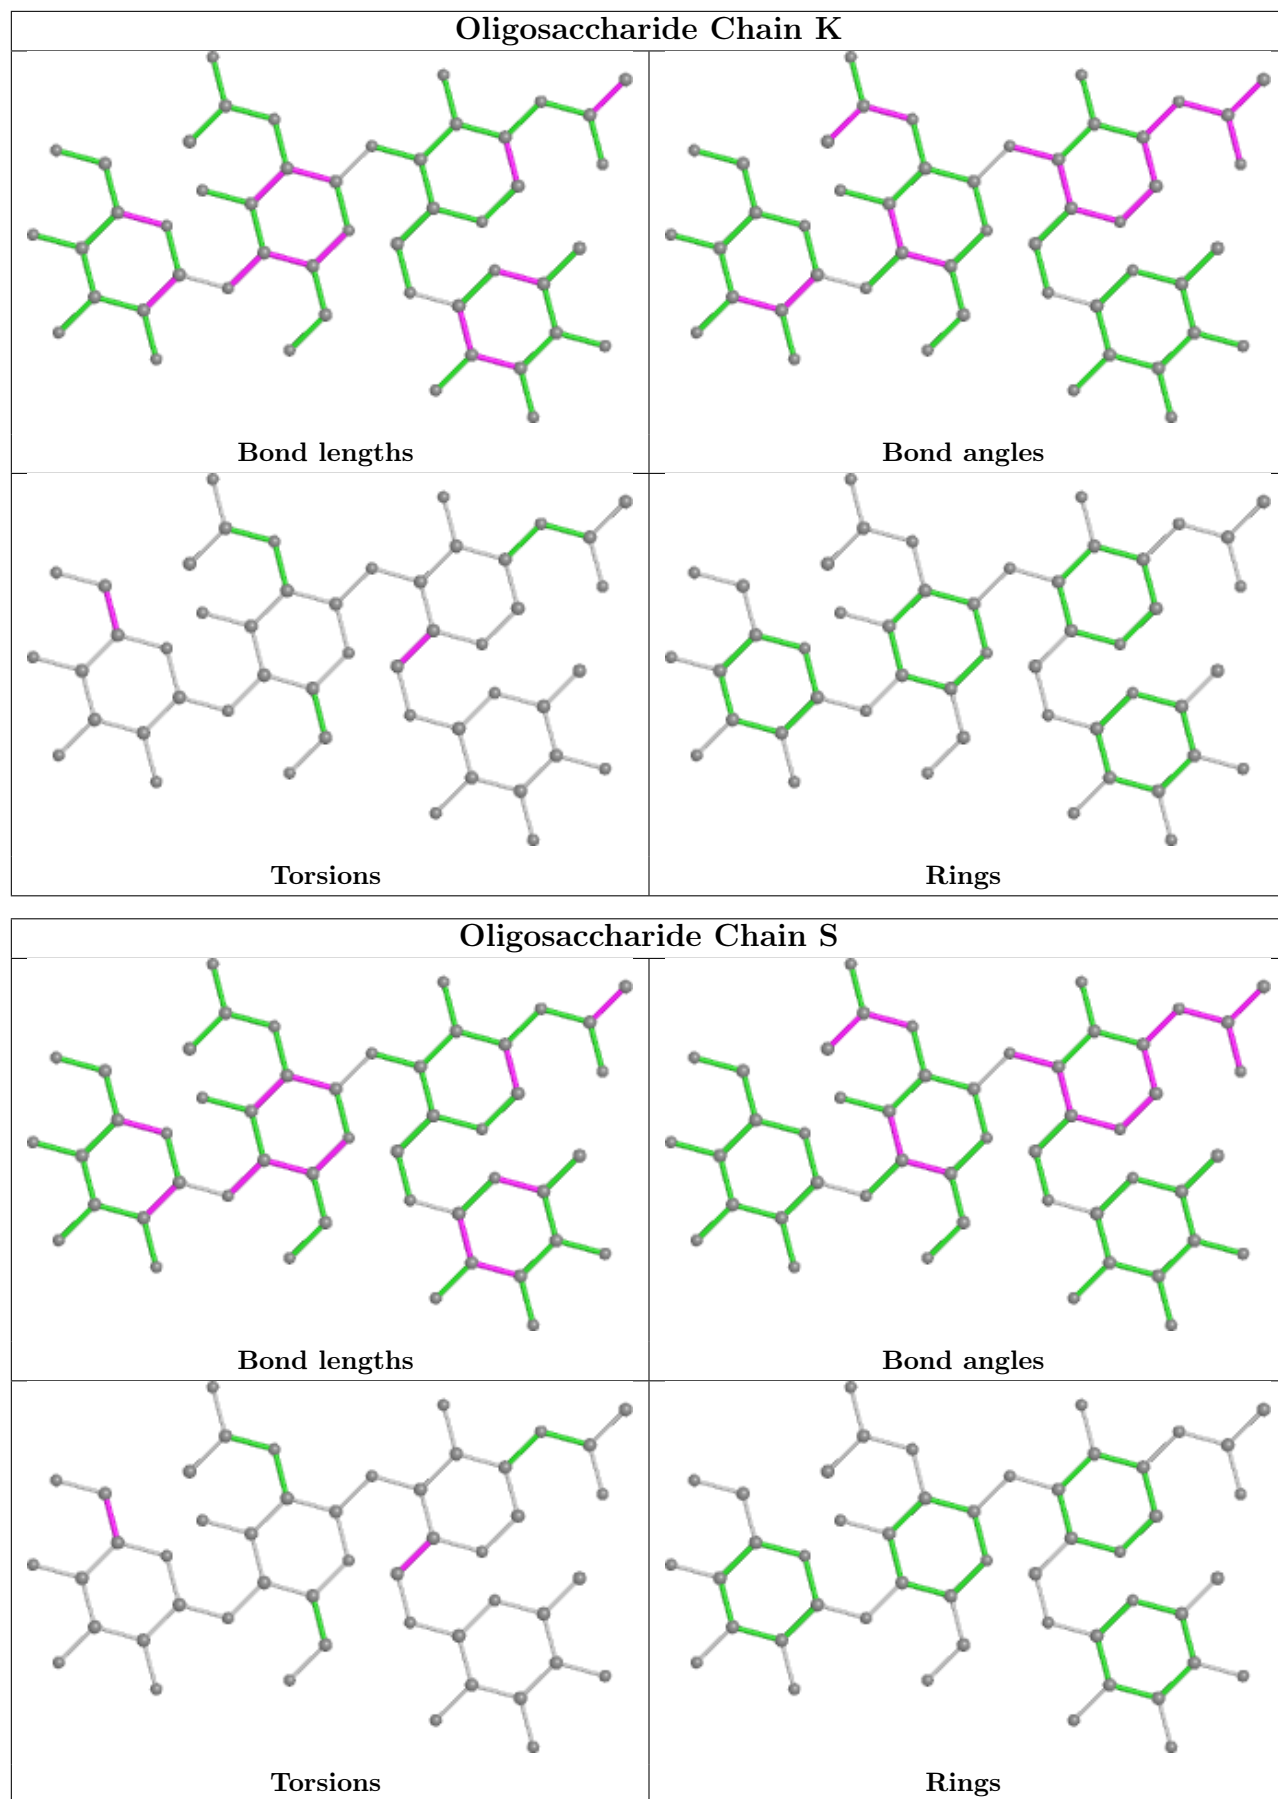 Oligosaccharide Chain K
Bond lengths
Bond angles
Torsions
Rings
Oligosaccharide Chain S
Bond lengths
Bond angles
Torsions
Rings